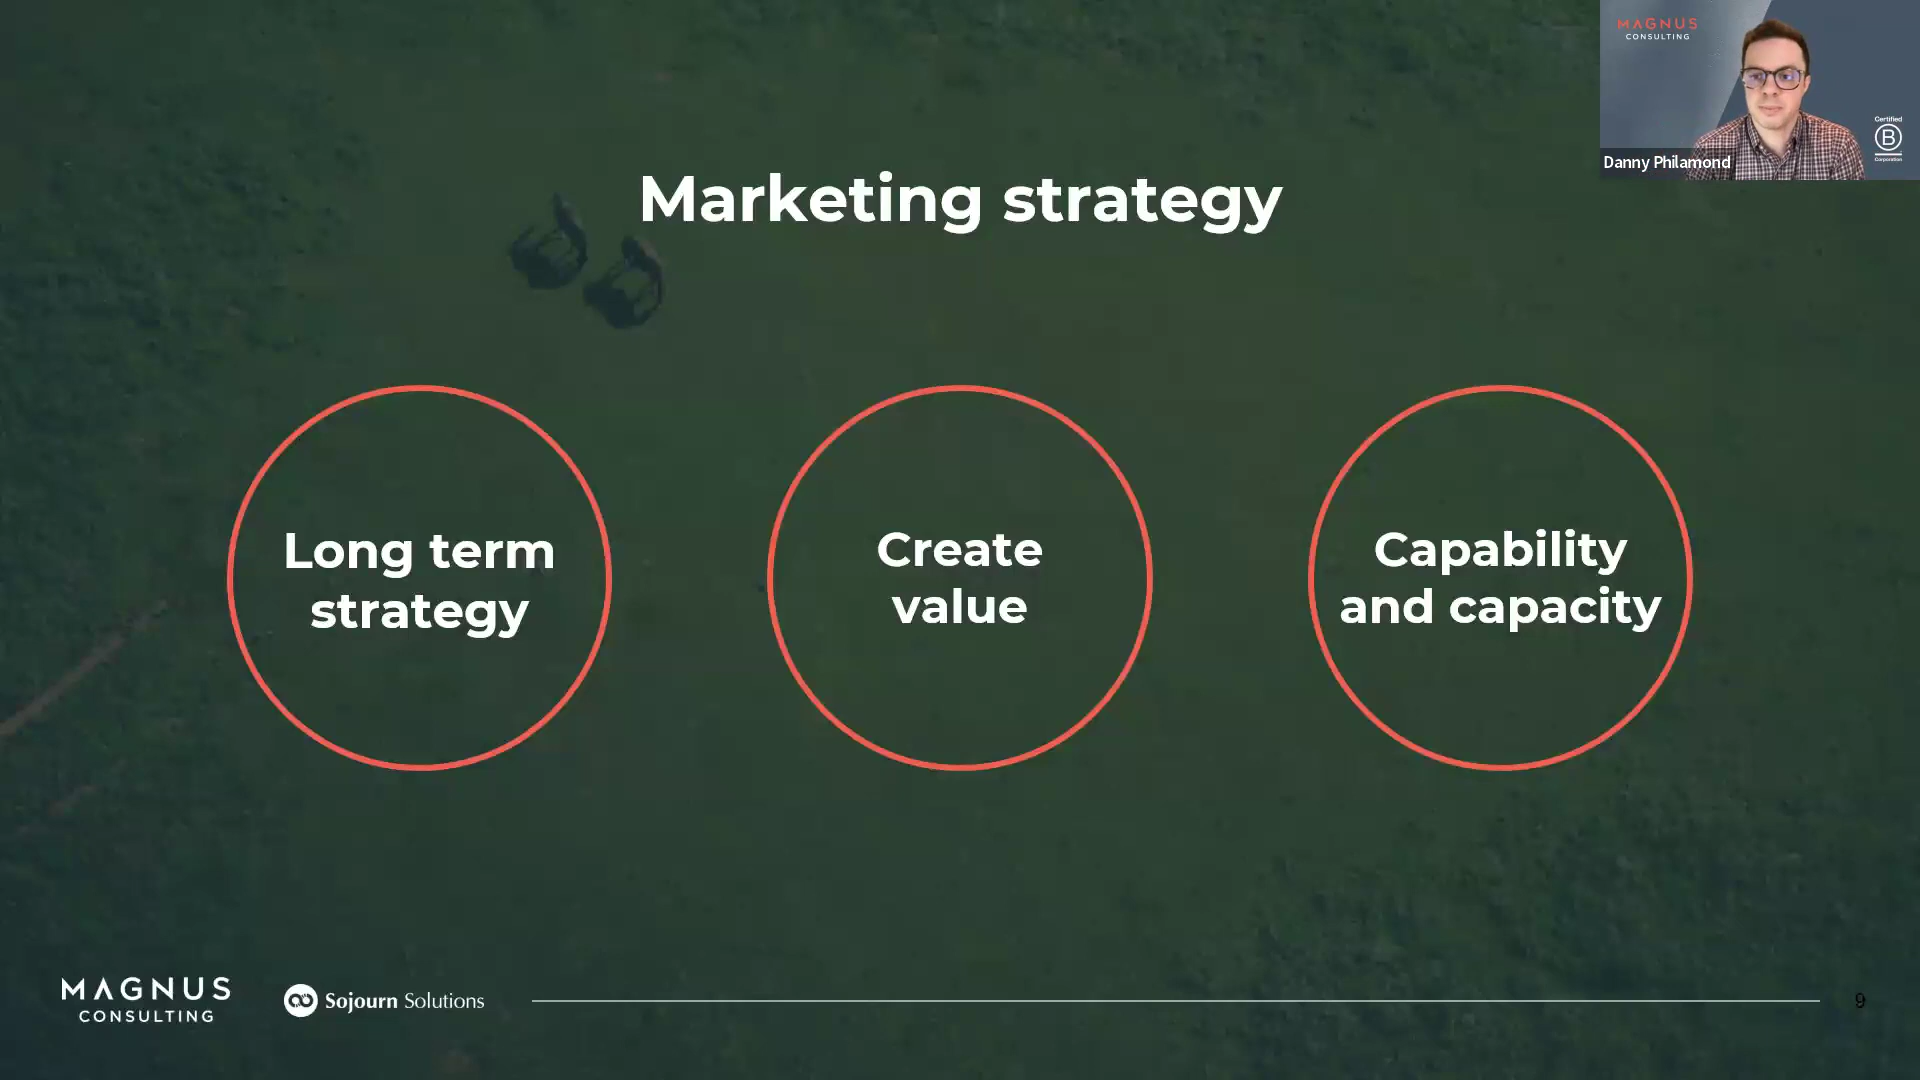 MAGNUS
CONSULTING
Certified
B
Corporation
Danny Philamond
Marketing strategy
Long term
strategy
Create
value
Capability
and capacity
MAGNUS
CONSULTING
Sojourn Solutions
9